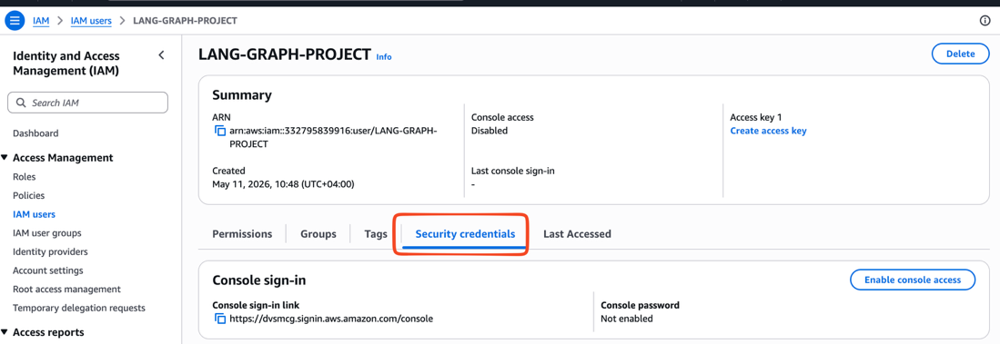 IAM > IAM users > LANG-GRAPH-PROJECT
Identity and Access
Management (IAM)
Search IAM
Dashboard
Access Management
Roles
Policies
IAM users
IAM user groups
Identity providers
Account settings
Root access management
Temporary delegation requests
Access reports
LANG-GRAPH-PROJECT Info
Delete
Summary
ARN
arn:aws:iam::332795839916:user/LANG-GRAPH-
PROJECT
Created
May 11, 2026, 10:48 (UTC+04:00)
Console access
Disabled
Last console sign-in
-
Access key 1
Create access key
Permissions Groups Tags Security credentials Last Accessed
Console sign-in
Enable console access
Console sign-in link
https://dvsmcg.signin.aws.amazon.com/console
Console password
Not enabled